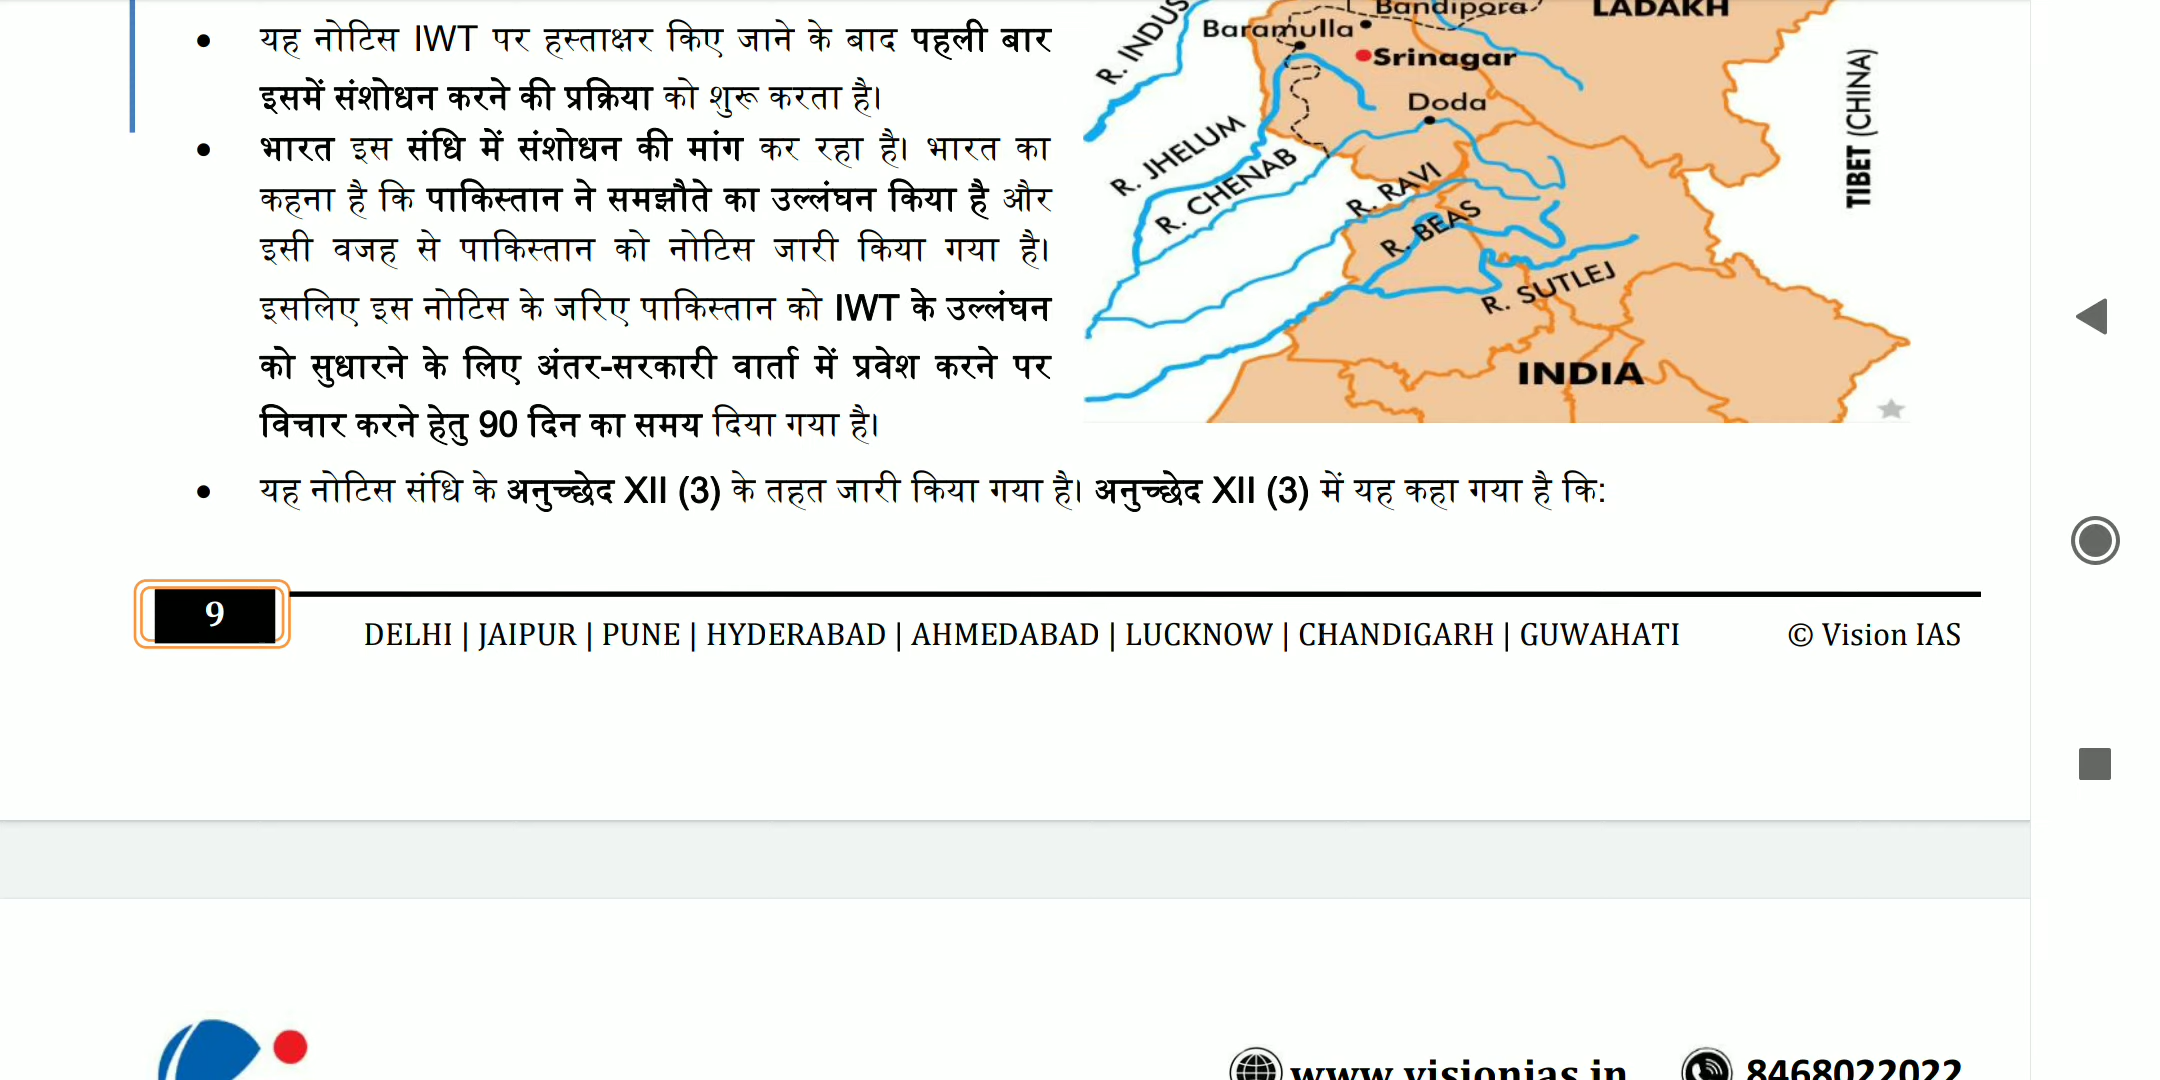 यह नोटिस IWT पर हस्ताक्षर किए जाने के बाद पहली बार
इसमें संशोधन करने की प्रक्रिया को शुरू करता है।
भारत इस संधि में संशोधन की मांग कर रहा है। भारत का
कहना है कि पाकिस्तान ने समझौते का उल्लंघन किया है और
इसी वजह से पाकिस्तान को नोटिस जारी किया गया है।
इसलिए इस नोटिस के जरिए पाकिस्तान को IWT के उल्लंघन
को सुधारने के लिए अंतर-सरकारी वार्ता में प्रवेश करने पर
विचार करने हेतु 90 दिन का समय दिया गया है।
Bandipora
LADAKH
R. INDUS
Baramulla
Srinagar
Doda
TIBET (CHINA)
R. JHELUM
R. CHENAB
R. RAVI
R. BEAS
R. SUTLEJ
INDIA
यह नोटिस संधि के अनुच्छेद XII (3) के तहत जारी किया गया है। अनुच्छेद XII (3) में यह कहा गया है कि:
9
DELHI | JAIPUR | PUNE | HYDERABAD | AHMEDABAD | LUCKNOW | CHANDIGARH | GUWAHATI
© Vision IAS
www.visionias.in
8468022022